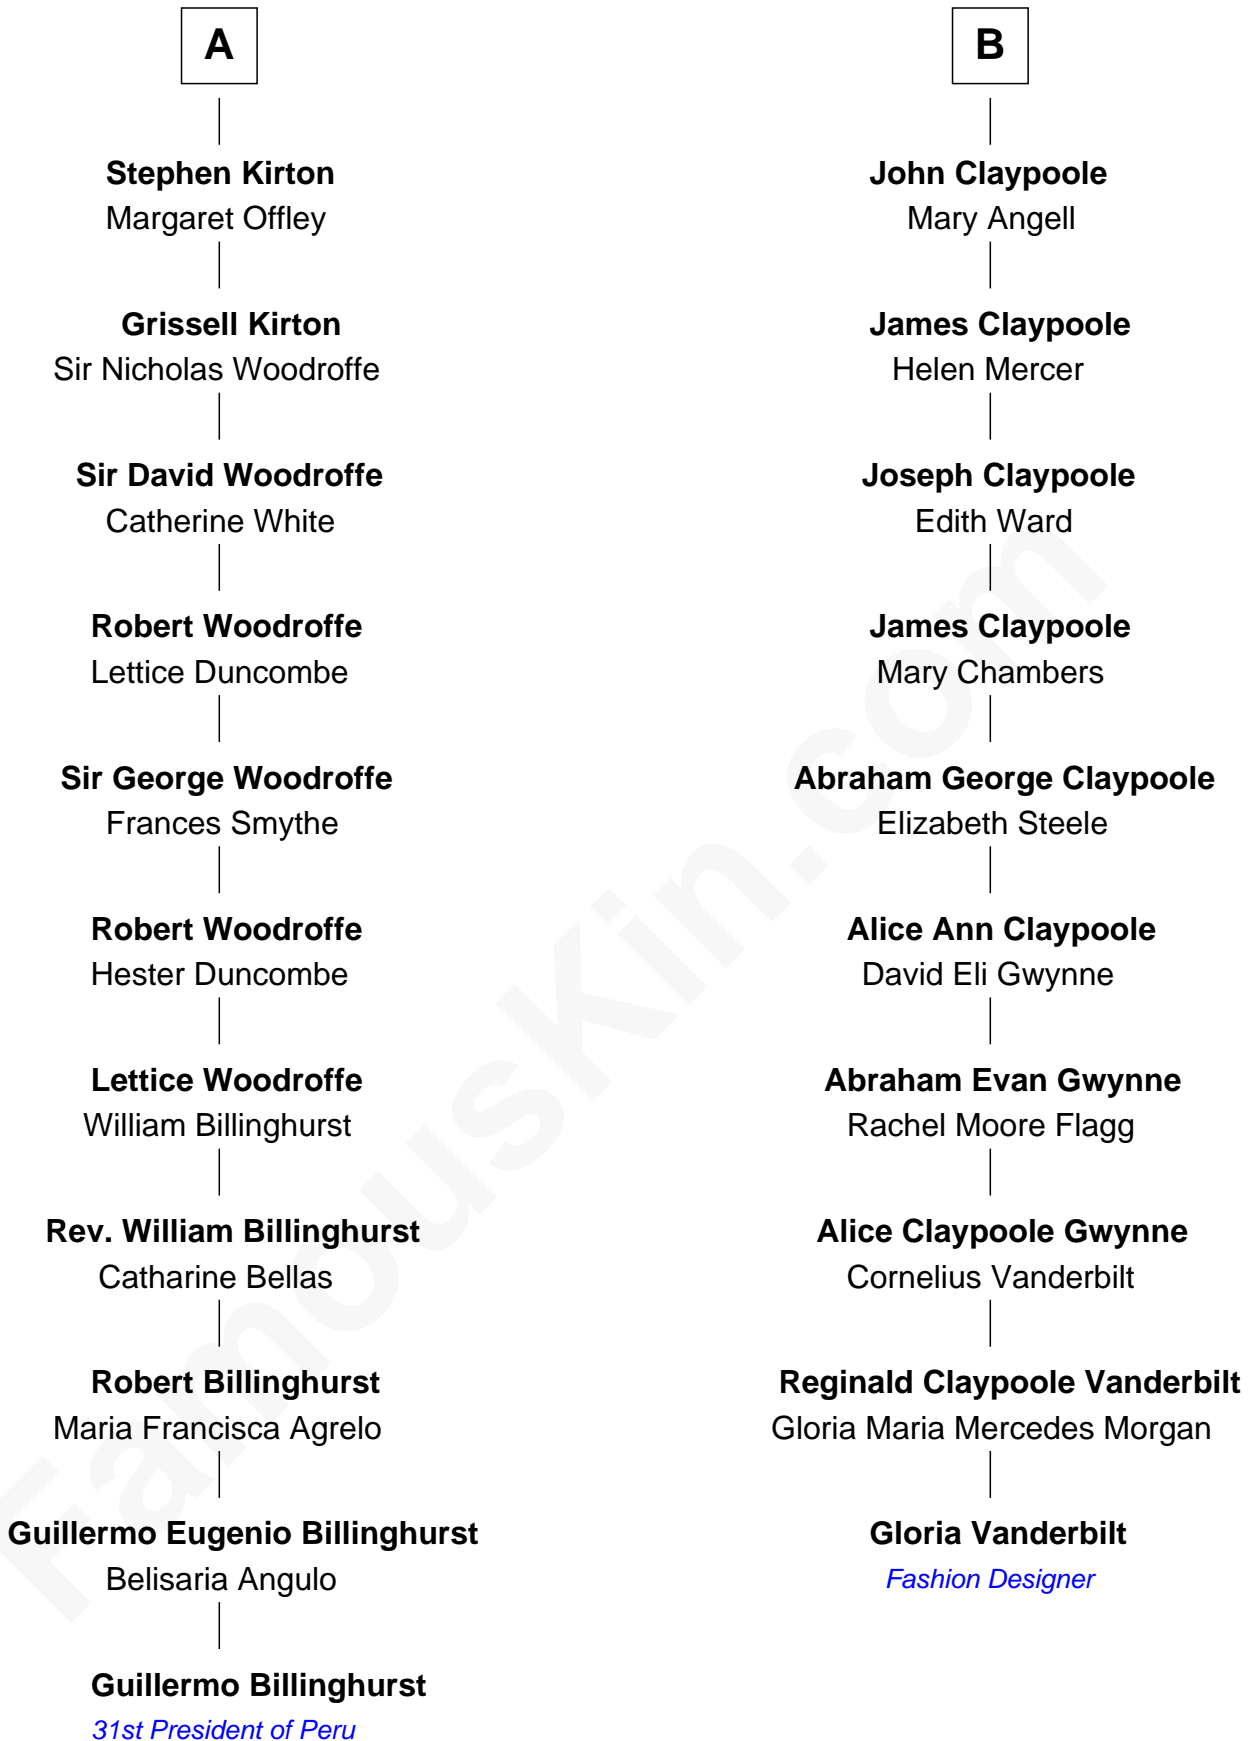 A
Stephen Kirton
Margaret Offley
Grissell Kirton
Sir Nicholas Woodroffe
Sir David Woodroffe
Catherine White
Robert Woodroffe
Lettice Duncombe
Sir George Woodroffe
Frances Smythe
Robert Woodroffe
Hester Duncombe
Lettice Woodroffe
William Billinghurst
Rev. William Billinghurst
Catharine Bellas
Robert Billinghurst
Maria Francisca Agrelo
Guillermo Eugenio Billinghurst
Belisaria Angulo
Guillermo Billinghurst
31st President of Peru
B
John Claypoole
Mary Angell
James Claypoole
Helen Mercer
Joseph Claypoole
Edith Ward
James Claypoole
Mary Chambers
Abraham George Claypoole
Elizabeth Steele
Alice Ann Claypoole
David Eli Gwynne
Abraham Evan Gwynne
Rachel Moore Flagg
Alice Claypoole Gwynne
Cornelius Vanderbilt
Reginald Claypoole Vanderbilt
Gloria Maria Mercedes Morgan
Gloria Vanderbilt
Fashion Designer
FamousKin.com